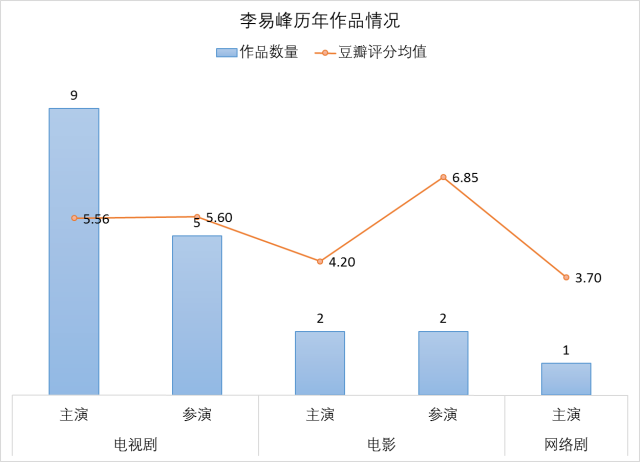 李易峰历年作品情况
作品数量 豆瓣评分均值
9
6.85
5.56 5.60
5
4.20
3.70
2 2
1
主演 参演 主演 参演 主演
电视剧 电影 网络剧